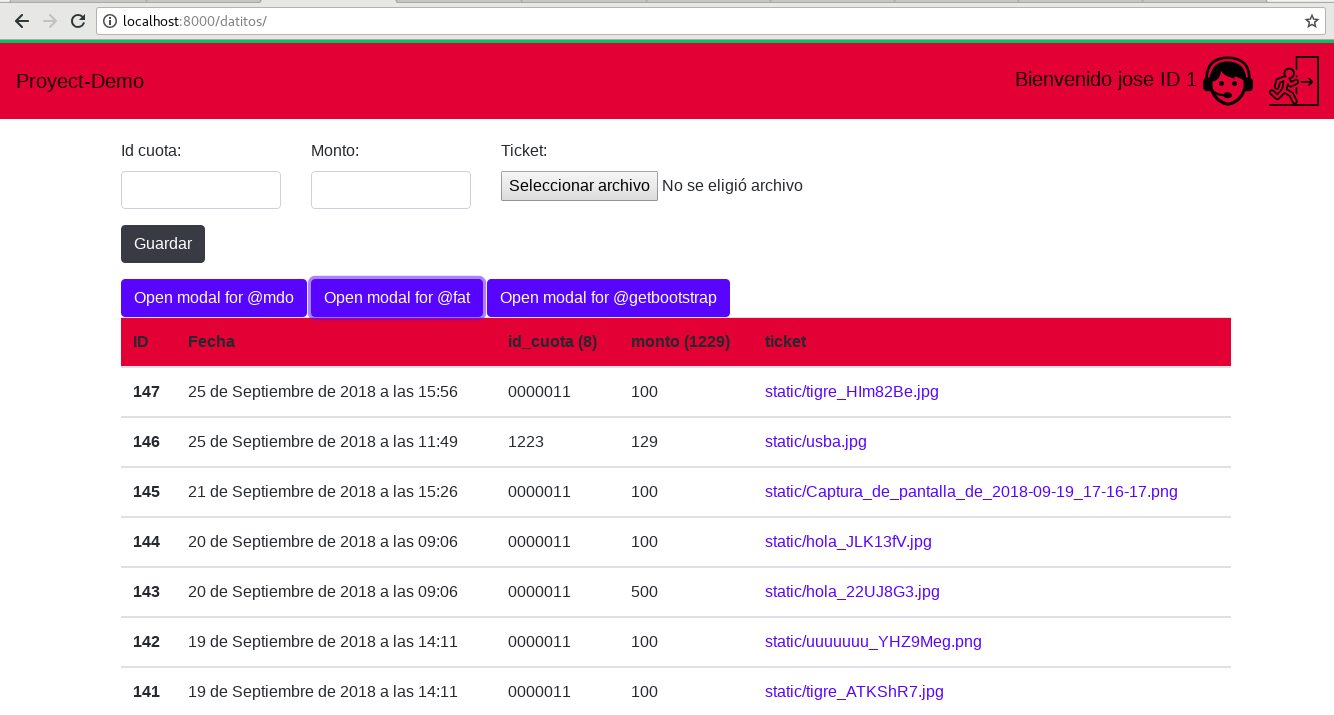 localhost:8000/datitos/
Proyect-Demo
Bienvenido jose ID 1
Id cuota: Monto: Ticket:
Seleccionar archivo No se eligió archivo
Guardar
Open modal for @mdo Open modal for @fat Open modal for @getbootstrap
ID Fecha id_cuota (8) monto (1229) ticket
147 25 de Septiembre de 2018 a las 15:56 0000011 100 static/tigre_HIm82Be.jpg
146 25 de Septiembre de 2018 a las 11:49 1223 129 static/usba.jpg
145 21 de Septiembre de 2018 a las 15:26 0000011 100 static/Captura_de_pantalla_de_2018-09-19_17-16-17.png
144 20 de Septiembre de 2018 a las 09:06 0000011 100 static/hola_JLK13fV.jpg
143 20 de Septiembre de 2018 a las 09:06 0000011 500 static/hola_22UJ8G3.jpg
142 19 de Septiembre de 2018 a las 14:11 0000011 100 static/uuuuuuu_YHZ9Meg.png
141 19 de Septiembre de 2018 a las 14:11 0000011 100 static/tigre_ATKShR7.jpg